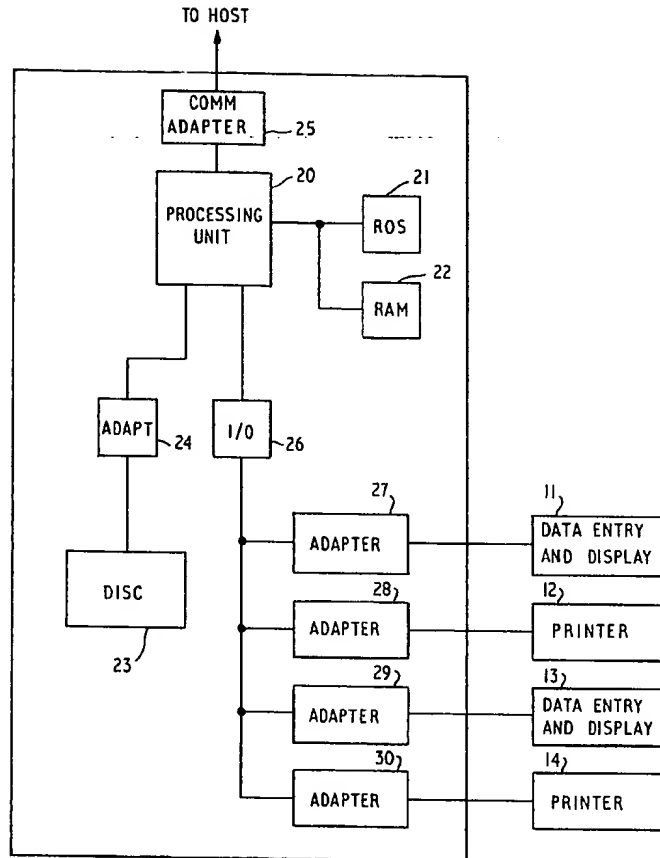 TO HOST
COMM
ADAPTER
25
20
PROCESSING
UNIT
21
ROS
22
RAM
ADAPT
24
I/O
26
DISC
23
27
ADAPTER
11
DATA ENTRY
AND DISPLAY
28
ADAPTER
12
PRINTER
29
ADAPTER
13
DATA ENTRY
AND DISPLAY
30
ADAPTER
14
PRINTER